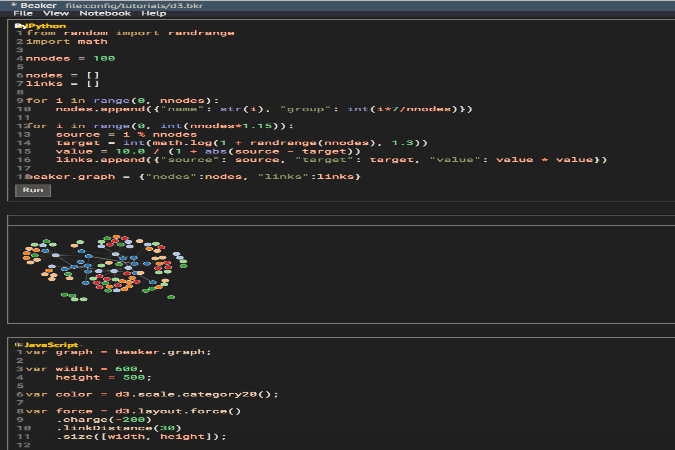 Beaker file:config/tutorials/d3.bkr
File View Notebook Help
IPython
1 from random import randrange
2 import math
3
4 nnodes = 100
5
6 nodes = []
7 links = []
8
9 for i in range(0, nnodes):
10 nodes.append({"name": str(i), "group": int(i*7/nnodes)})
11
12 for i in range(0, int(nnodes*1.15)):
13 source = i % nnodes
14 target = int(math.log(1 + randrange(nnodes), 1.3))
15 value = 10.0 / (1 + abs(source - target))
16 links.append({"source": source, "target": target, "value": value * value})
17
18 beaker.graph = {"nodes":nodes, "links":links}
Run
JavaScript
1 var graph = beaker.graph;
2
3 var width = 600,
4 height = 500;
5
6 var color = d3.scale.category20();
7
8 var force = d3.layout.force()
9 .charge(-200)
10 .linkDistance(30)
11 .size([width, height]);
12